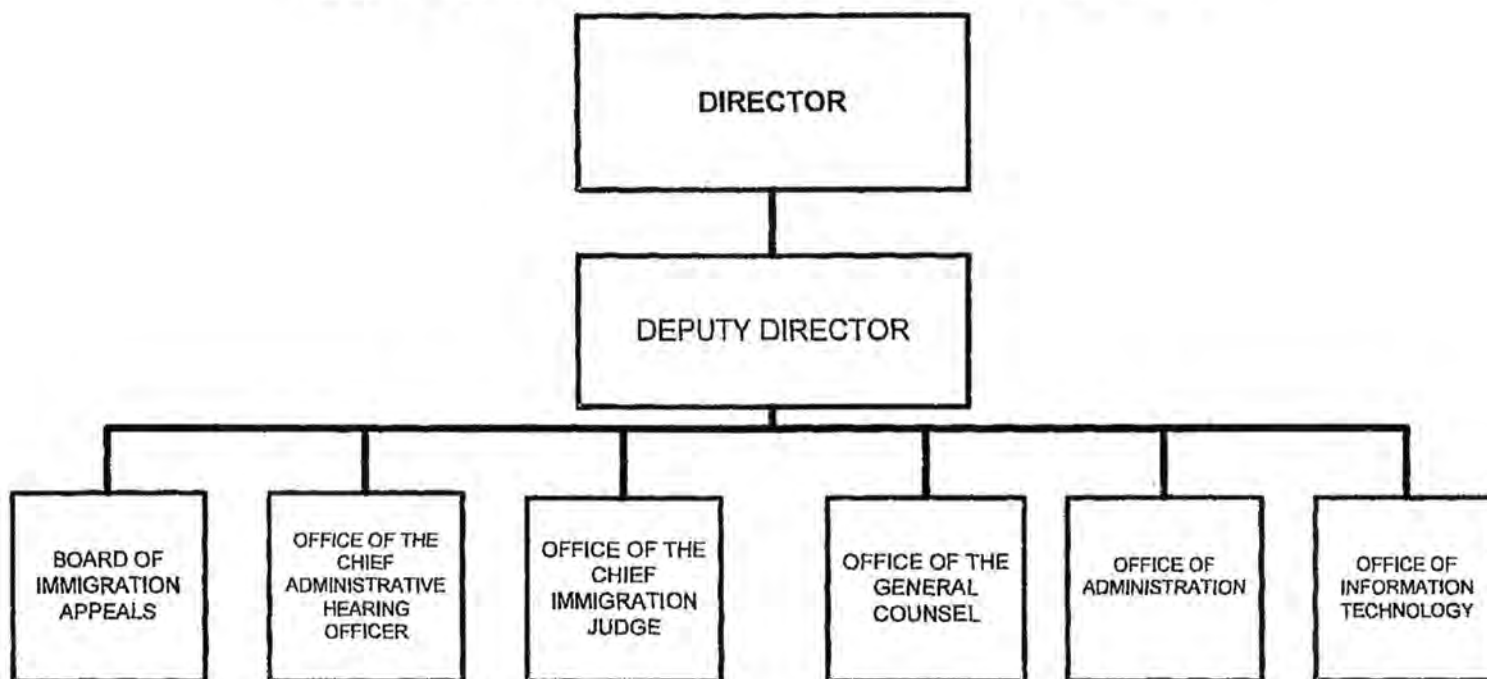 DIRECTOR
DEPUTY DIRECTOR
BOARD OF
IMMIGRATION
APPEALS
OFFICE OF THE
CHIEF
ADMINISTRATIVE
HEARING
OFFICER
OFFICE OF THE
CHIEF
IMMIGRATION
JUDGE
OFFICE OF THE
GENERAL
COUNSEL
OFFICE OF
ADMINISTRATION
OFFICE OF
INFORMATION
TECHNOLOGY